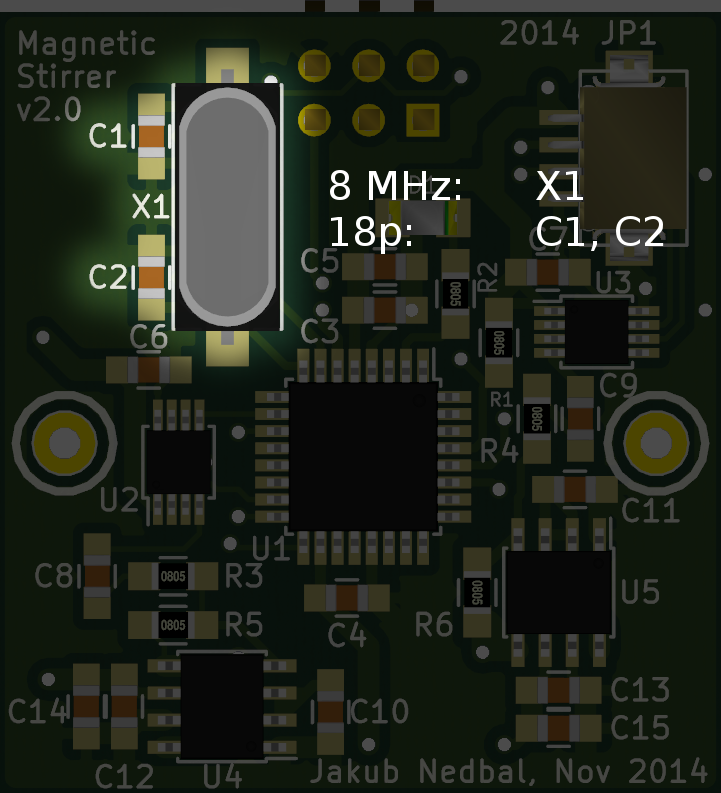 Magnetic
Stirrer
v2.0
2014 JP1
C1
X1
C2
8 MHz: X1
18p: C1, C2
C5
R2
U3
C6
C3
R1
C9
R4
U2
C11
U1
C8
R3
U5
R5
C4
R6
C13
C14
C10
C15
C12
U4
Jakub Nedbal, Nov 2014
0805
0805
0805
0805
0805
0805